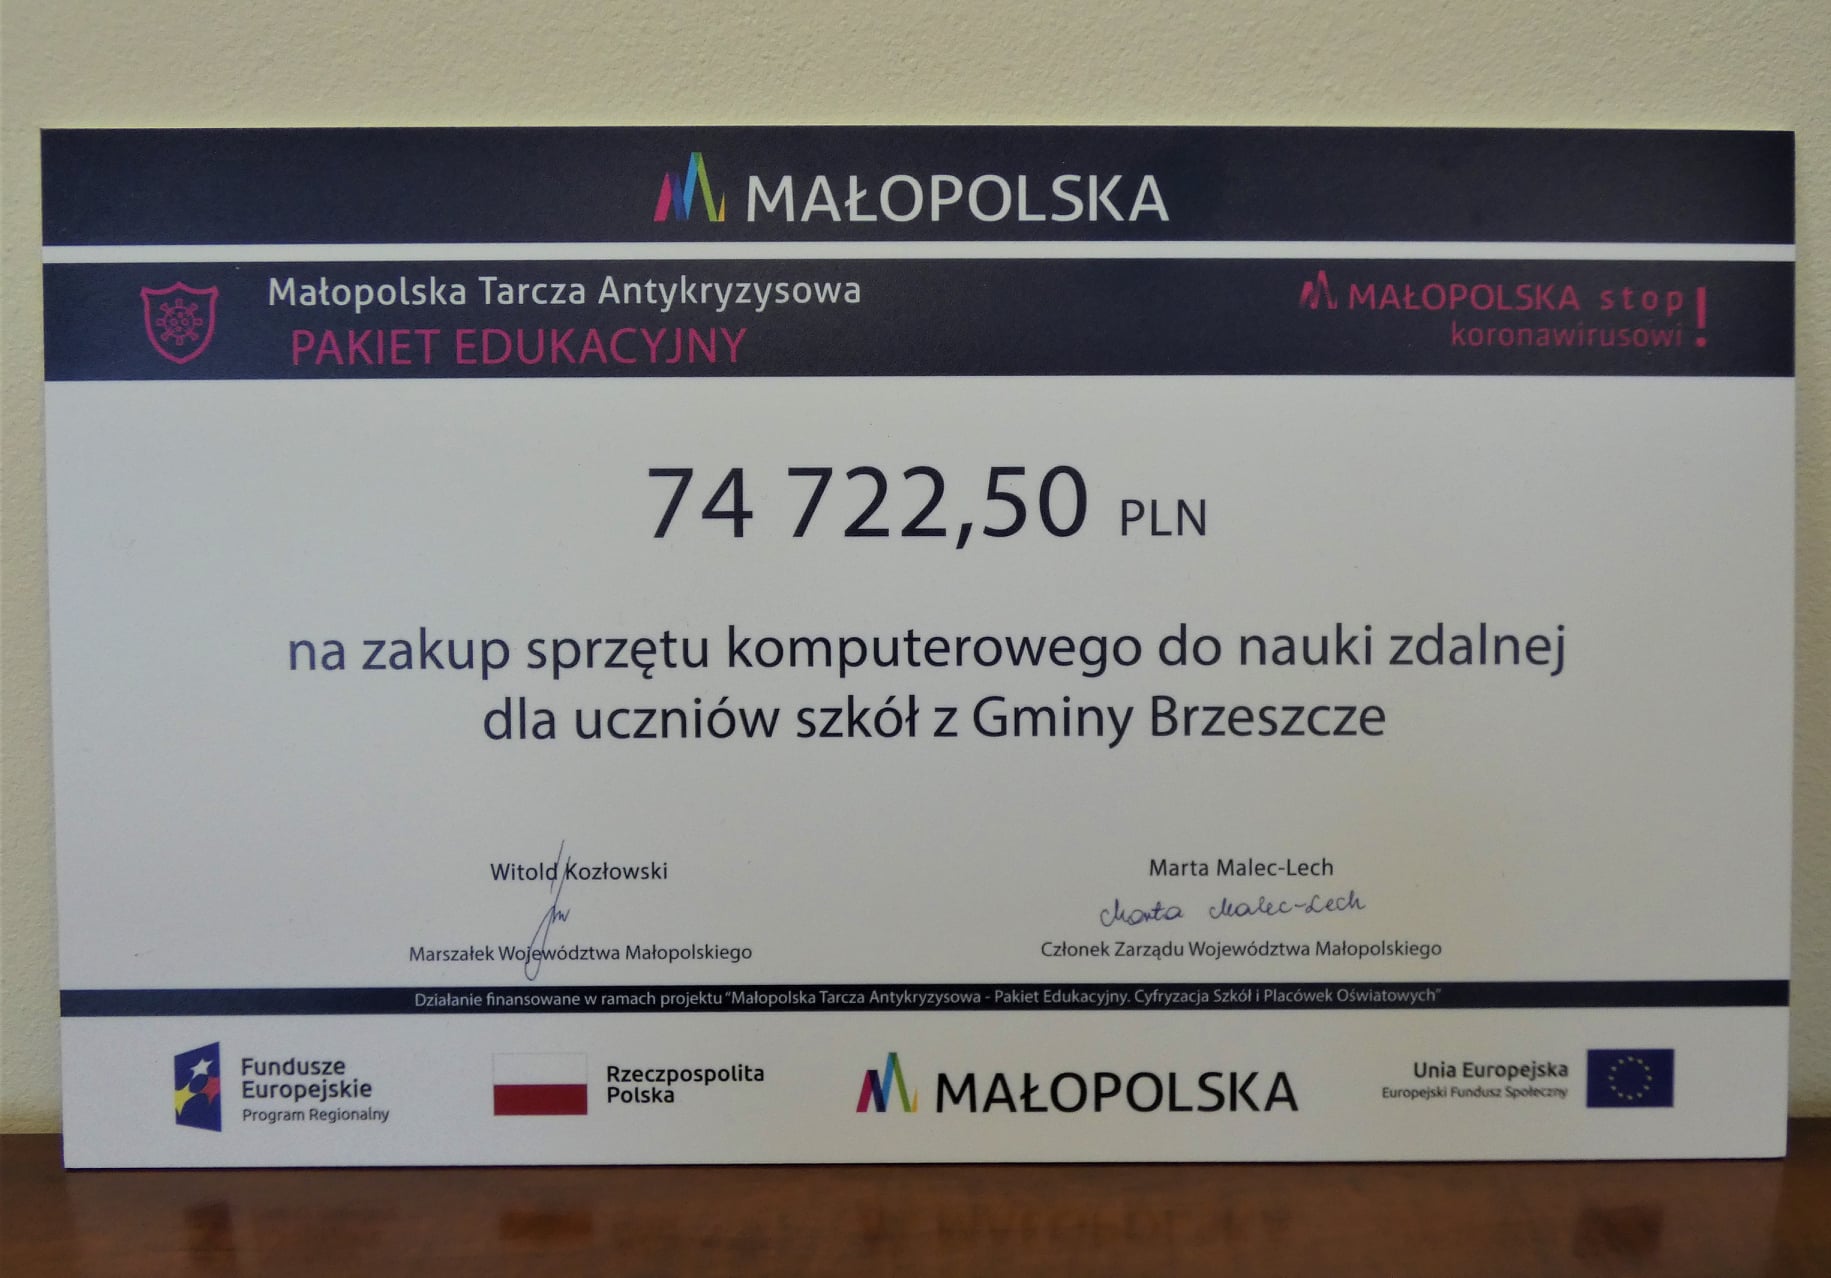 MAŁOPOLSKA
Małopolska Tarcza Antykryzysowa
PAKIET EDUKACYJNY
MAŁOPOLSKA stop
koronawirusowi!
74 722,50 PLN
na zakup sprzętu komputerowego do nauki zdalnej
dla uczniów szkół z Gminy Brzeszcze
Witold Kozłowski
Marszałek Województwa Małopolskiego
Marta Malec-Lech
Marta Malec-Lech
Członek Zarządu Województwa Małopolskiego
Działanie finansowane w ramach projektu "Małopolska Tarcza Antykryzysowa - Pakiet Edukacyjny. Cyfryzacja Szkół i Placówek Oświatowych"
Fundusze
Europejskie
Program Regionalny
Rzeczpospolita
Polska
MAŁOPOLSKA
Unia Europejska
Europejski Fundusz Społeczny